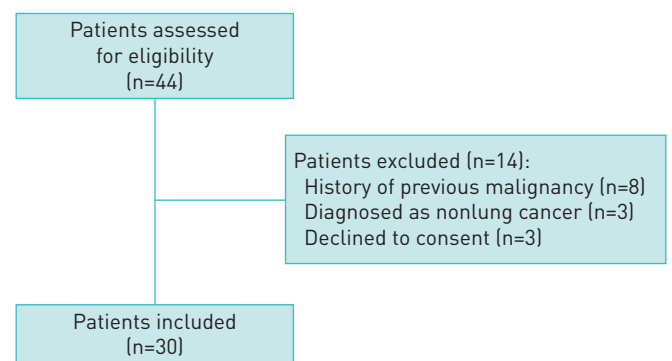 Patients assessed
for eligibility
(n=44)
Patients excluded (n=14):
History of previous malignancy (n=8)
Diagnosed as nonlung cancer (n=3)
Declined to consent (n=3)
Patients included
(n=30)